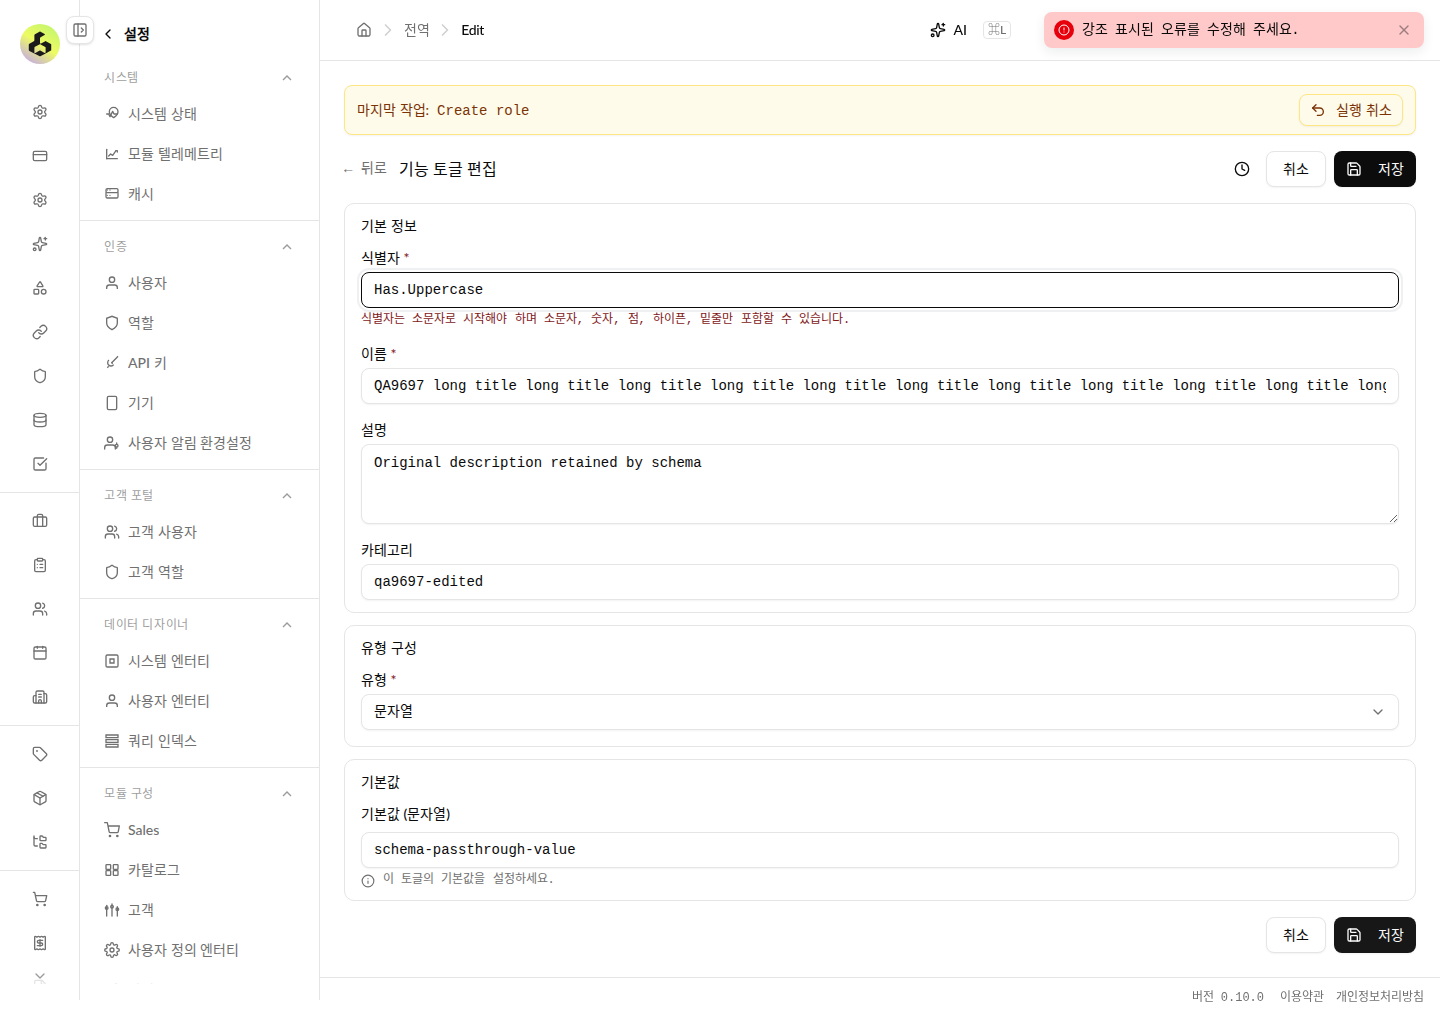 설정
시스템
시스템 상태
모듈 텔레메트리
캐시
인증
사용자
역할
API 키
기기
사용자 알림 환경설정
고객 포털
고객 사용자
고객 역할
데이터 디자이너
시스템 엔터티
사용자 엔터티
쿼리 인덱스
모듈 구성
Sales
카탈로그
고객
사용자 정의 엔터티
전역 Edit
AI ⌘L
강조 표시된 오류를 수정해 주세요.
마지막 작업: Create role
실행 취소
← 뒤로 기능 토글 편집
취소 저장
기본 정보
식별자 *
Has.Uppercase
식별자는 소문자로 시작해야 하며 소문자, 숫자, 점, 하이픈, 밑줄만 포함할 수 있습니다.
이름 *
QA9697 long title long title long title long title long title long title long title long title long title long title long
설명
Original description retained by schema
카테고리
qa9697-edited
유형 구성
유형 *
문자열
기본값
기본값 (문자열)
schema-passthrough-value
이 토글의 기본값을 설정하세요.
취소 저장
버전 0.10.0 이용약관 개인정보처리방침